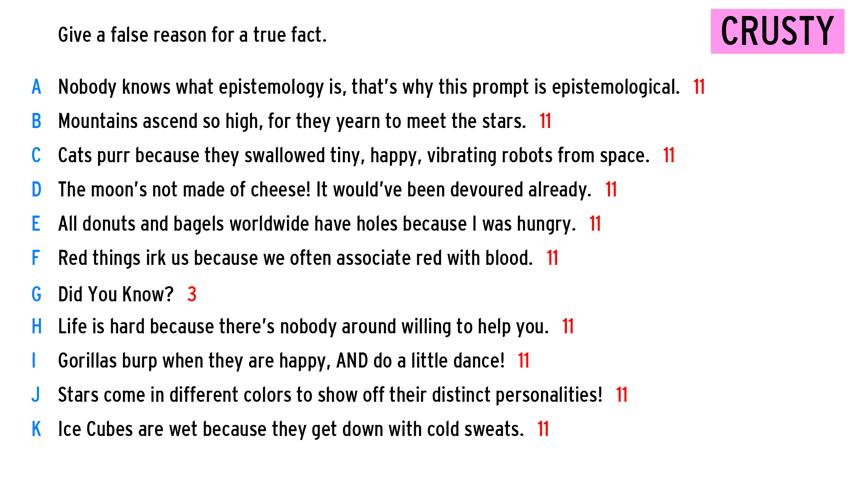 Give a false reason for a true fact.
CRUSTY
A Nobody knows what epistemology is, that's why this prompt is epistemological. 11
B Mountains ascend so high, for they yearn to meet the stars. 11
C Cats purr because they swallowed tiny, happy, vibrating robots from space. 11
D The moon's not made of cheese! It would've been devoured already. 11
E All donuts and bagels worldwide have holes because I was hungry. 11
F Red things irk us because we often associate red with blood. 11
G Did You Know? 3
H Life is hard because there's nobody around willing to help you. 11
I Gorillas burp when they are happy, AND do a little dance! 11
J Stars come in different colors to show off their distinct personalities! 11
K Ice Cubes are wet because they get down with cold sweats. 11